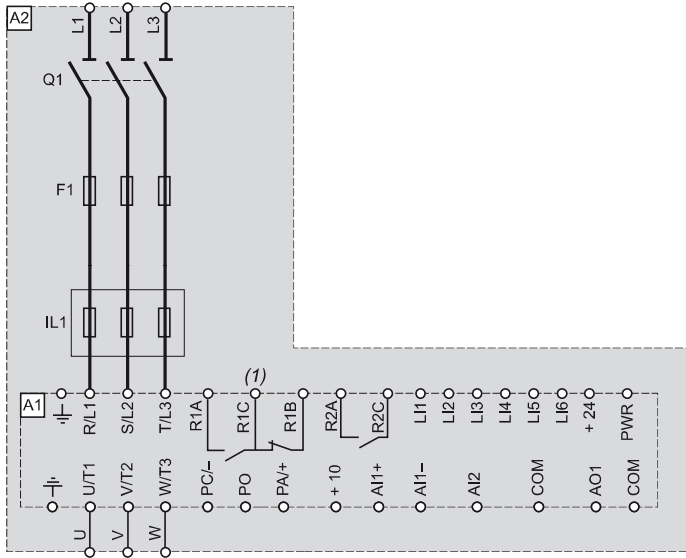 A2
L1 L2 L3
Q1
F1
IL1
(1)
A1
R/L1 S/L2 T/L3 R1A R1C R1B R2A R2C LI1 LI2 LI3 LI4 LI5 LI6 + 24 PWR
U/T1 V/T2 W/T3 PC/– PO PA/+ + 10 AI1+ AI1– AI2 COM AO1 COM
U V W